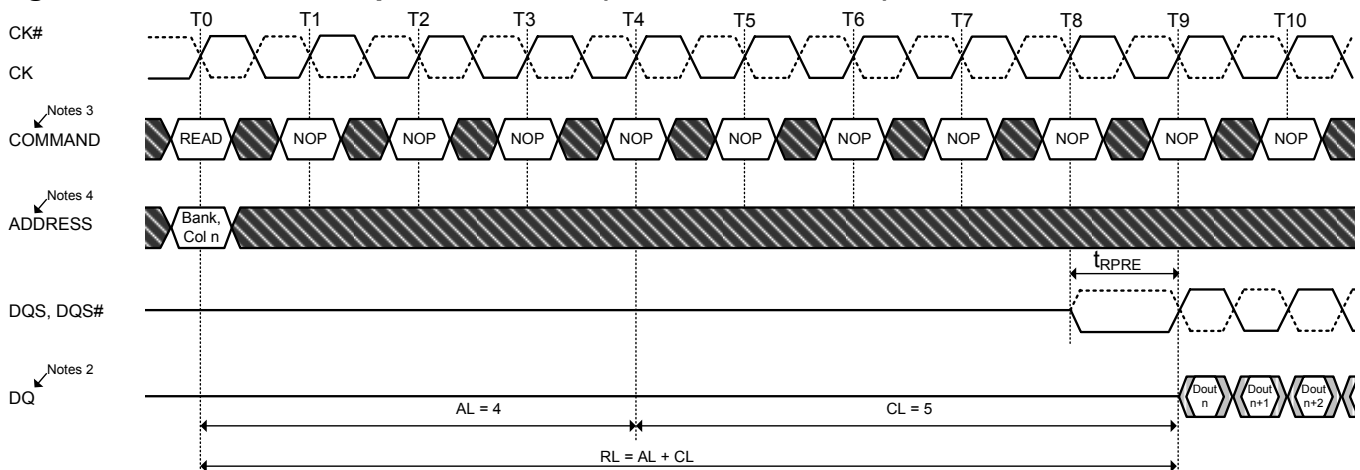 T0 T1 T2 T3 T4 T5 T6 T7 T8 T9 T10
CK#
CK
Notes 3
COMMAND
READ NOP NOP NOP NOP NOP NOP NOP NOP NOP NOP
Notes 4
ADDRESS
Bank,
Col n
tRPRE
DQS, DQS#
Notes 2
DQ
Dout n
Dout n+1
Dout n+2
AL = 4
CL = 5
RL = AL + CL